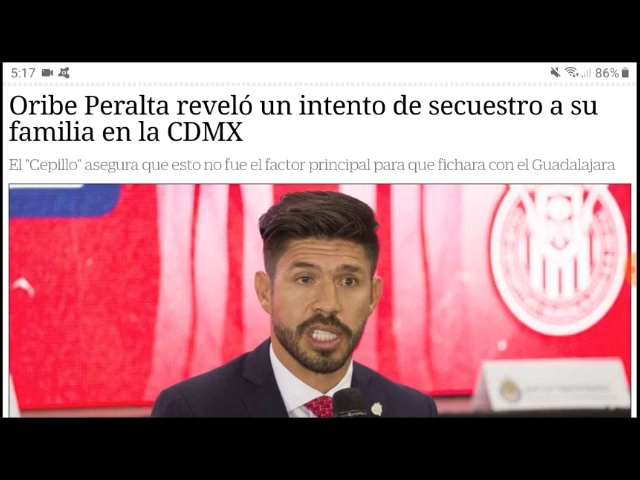 5:17
86%
Oribe Peralta reveló un intento de secuestro a su
familia en la CDMX
El "Cepillo" asegura que esto no fue el factor principal para que fichara con el Guadalajara